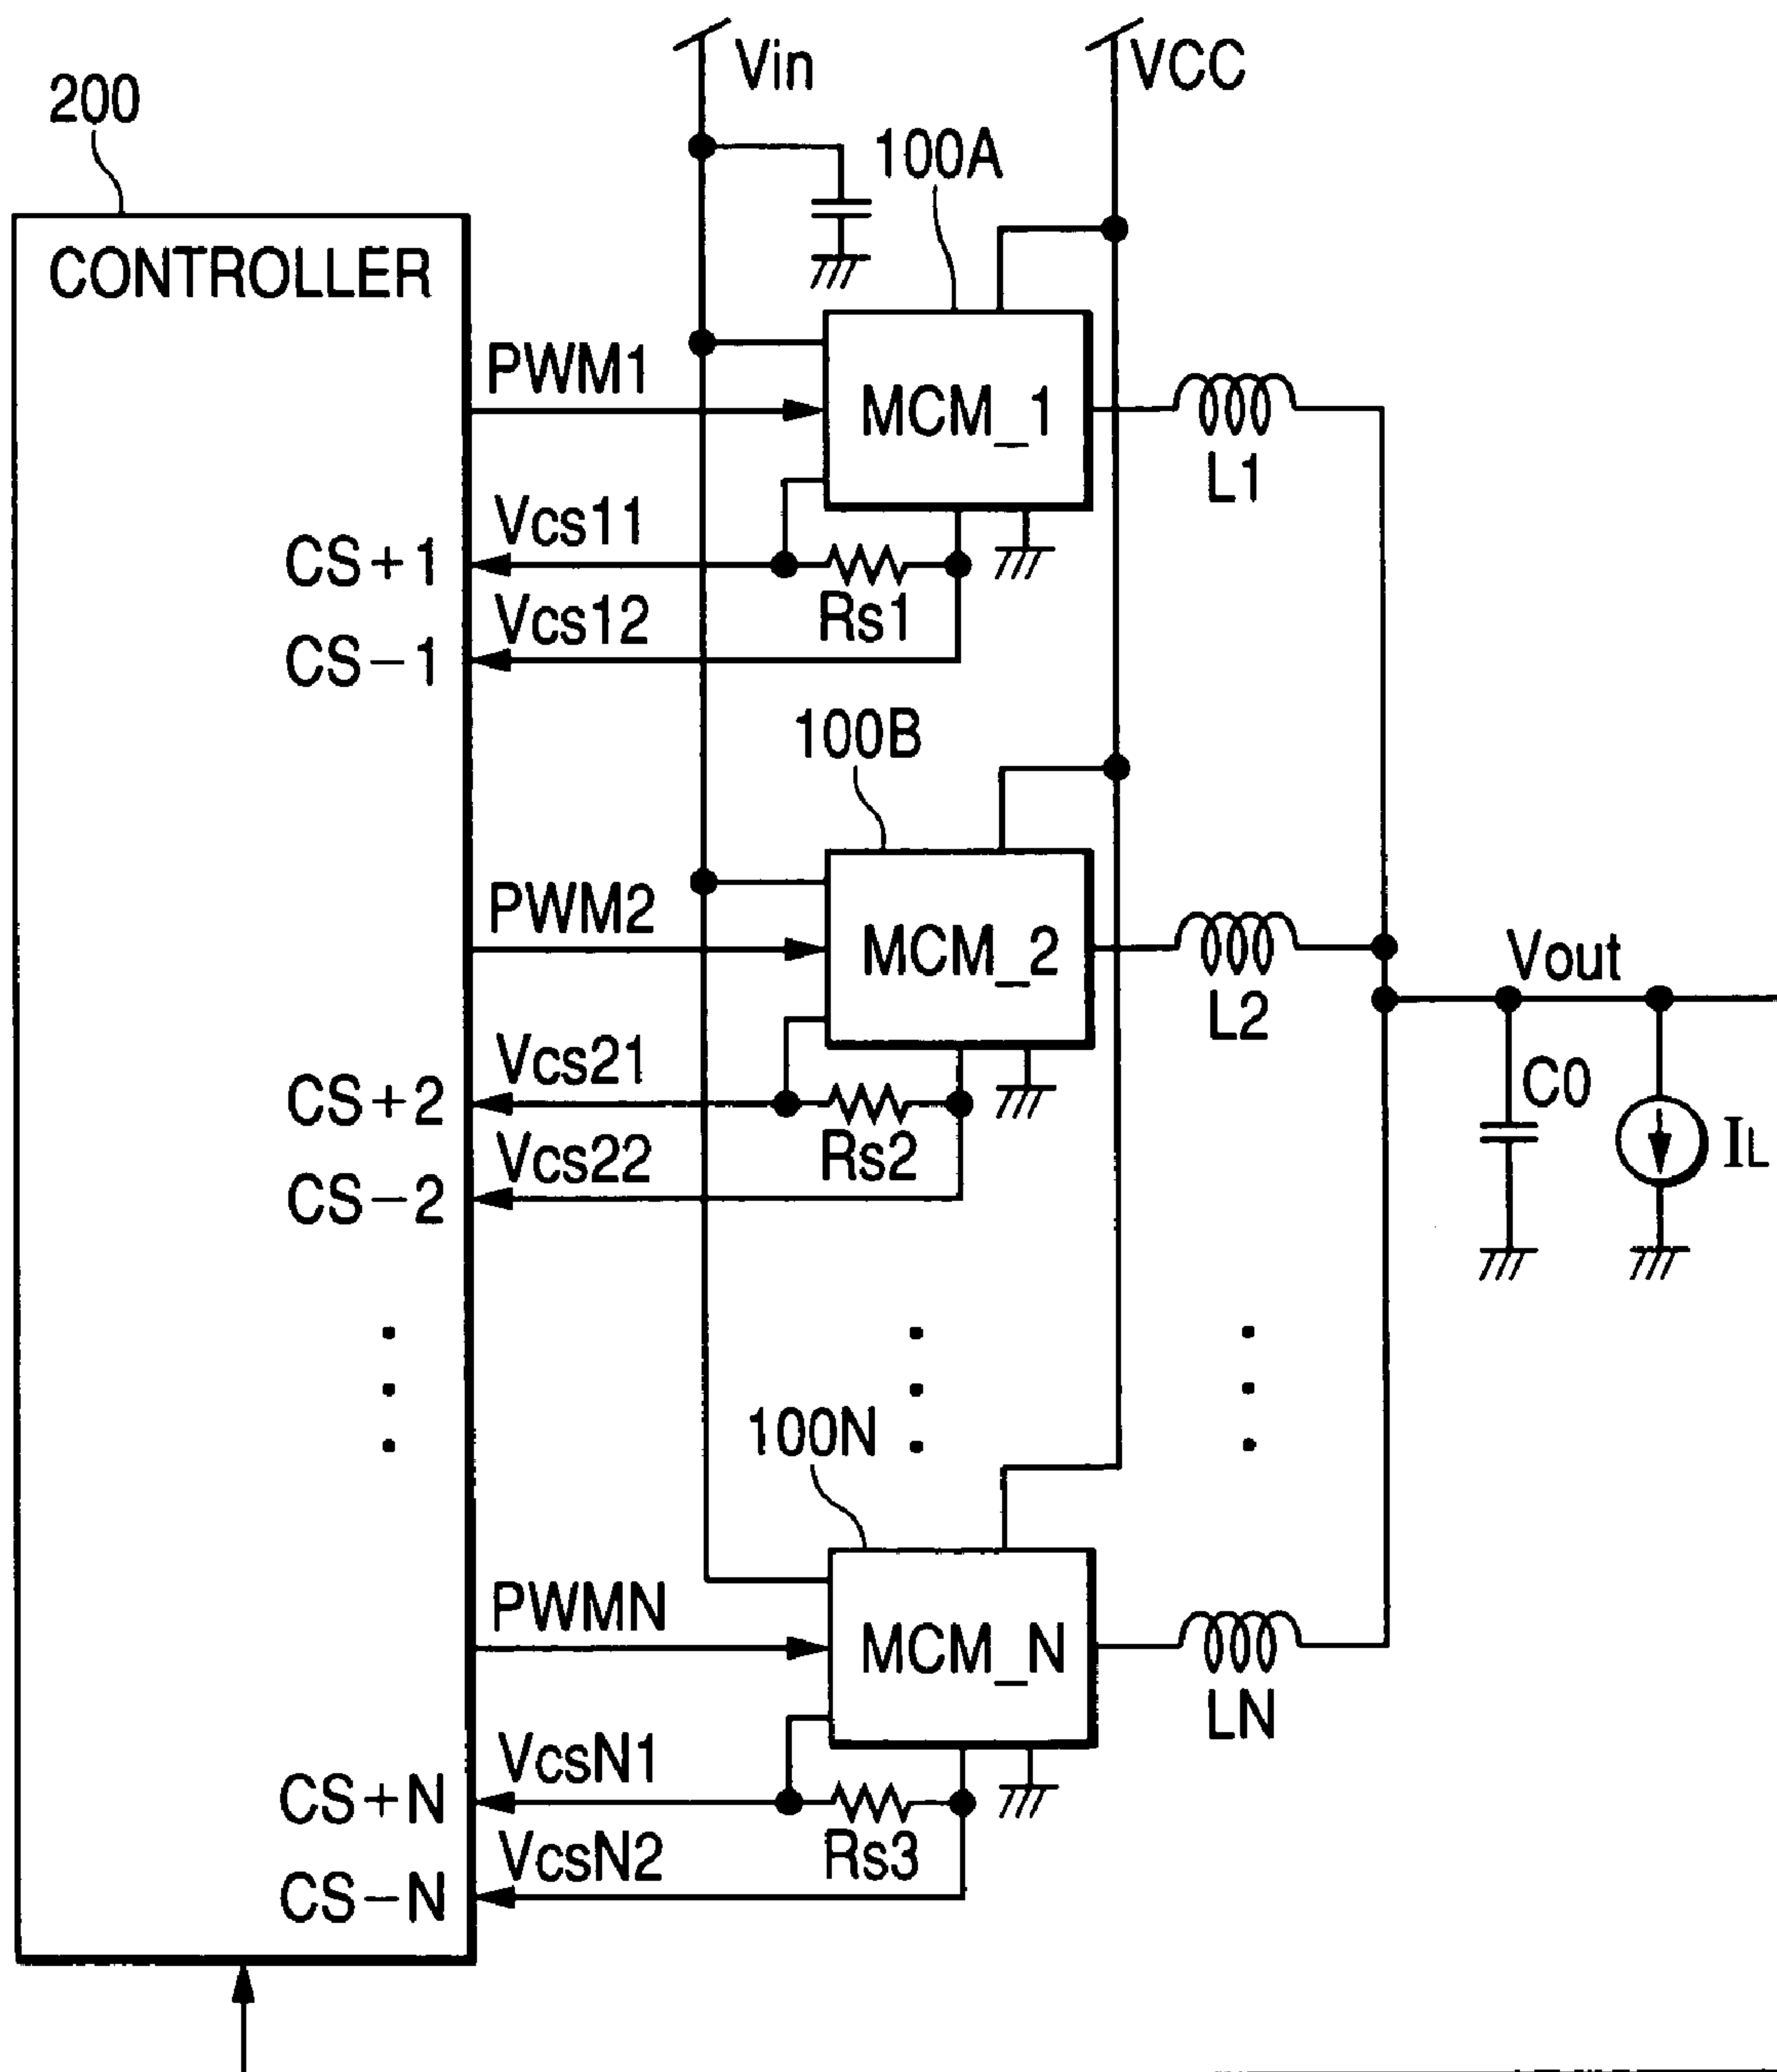 Vin
VCC
200
100A
CONTROLLER
PWM1
MCM_1
L1
Vcs11
CS+1
Rs1
Vcs12
CS-1
100B
PWM2
MCM_2
L2
Vout
Vcs21
CS+2
Rs2
C0
IL
Vcs22
CS-2
100N
PWMN
MCM_N
LN
VcsN1
CS+N
Rs3
VcsN2
CS-N